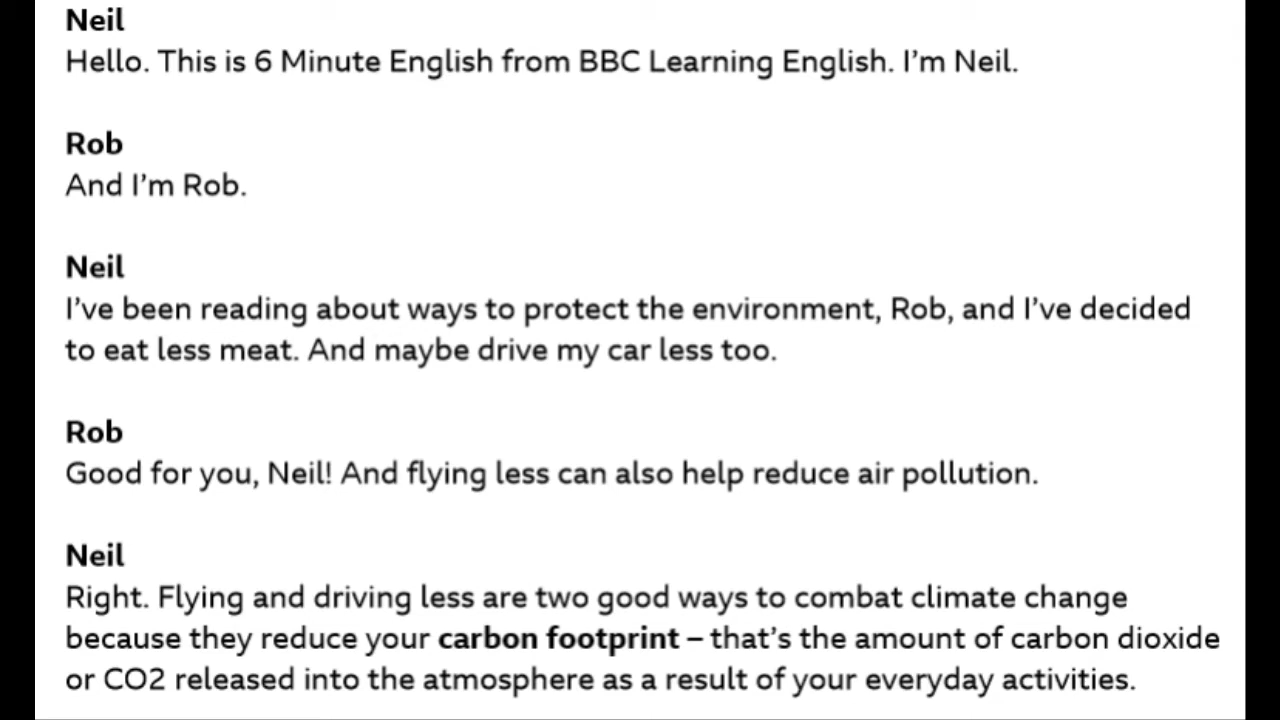 Neil
Hello. This is 6 Minute English from BBC Learning English. I’m Neil.
Rob
And I’m Rob.
Neil
I’ve been reading about ways to protect the environment, Rob, and I’ve decided
to eat less meat. And maybe drive my car less too.
Rob
Good for you, Neil! And flying less can also help reduce air pollution.
Neil
Right. Flying and driving less are two good ways to combat climate change
because they reduce your carbon footprint – that’s the amount of carbon dioxide
or CO2 released into the atmosphere as a result of your everyday activities.